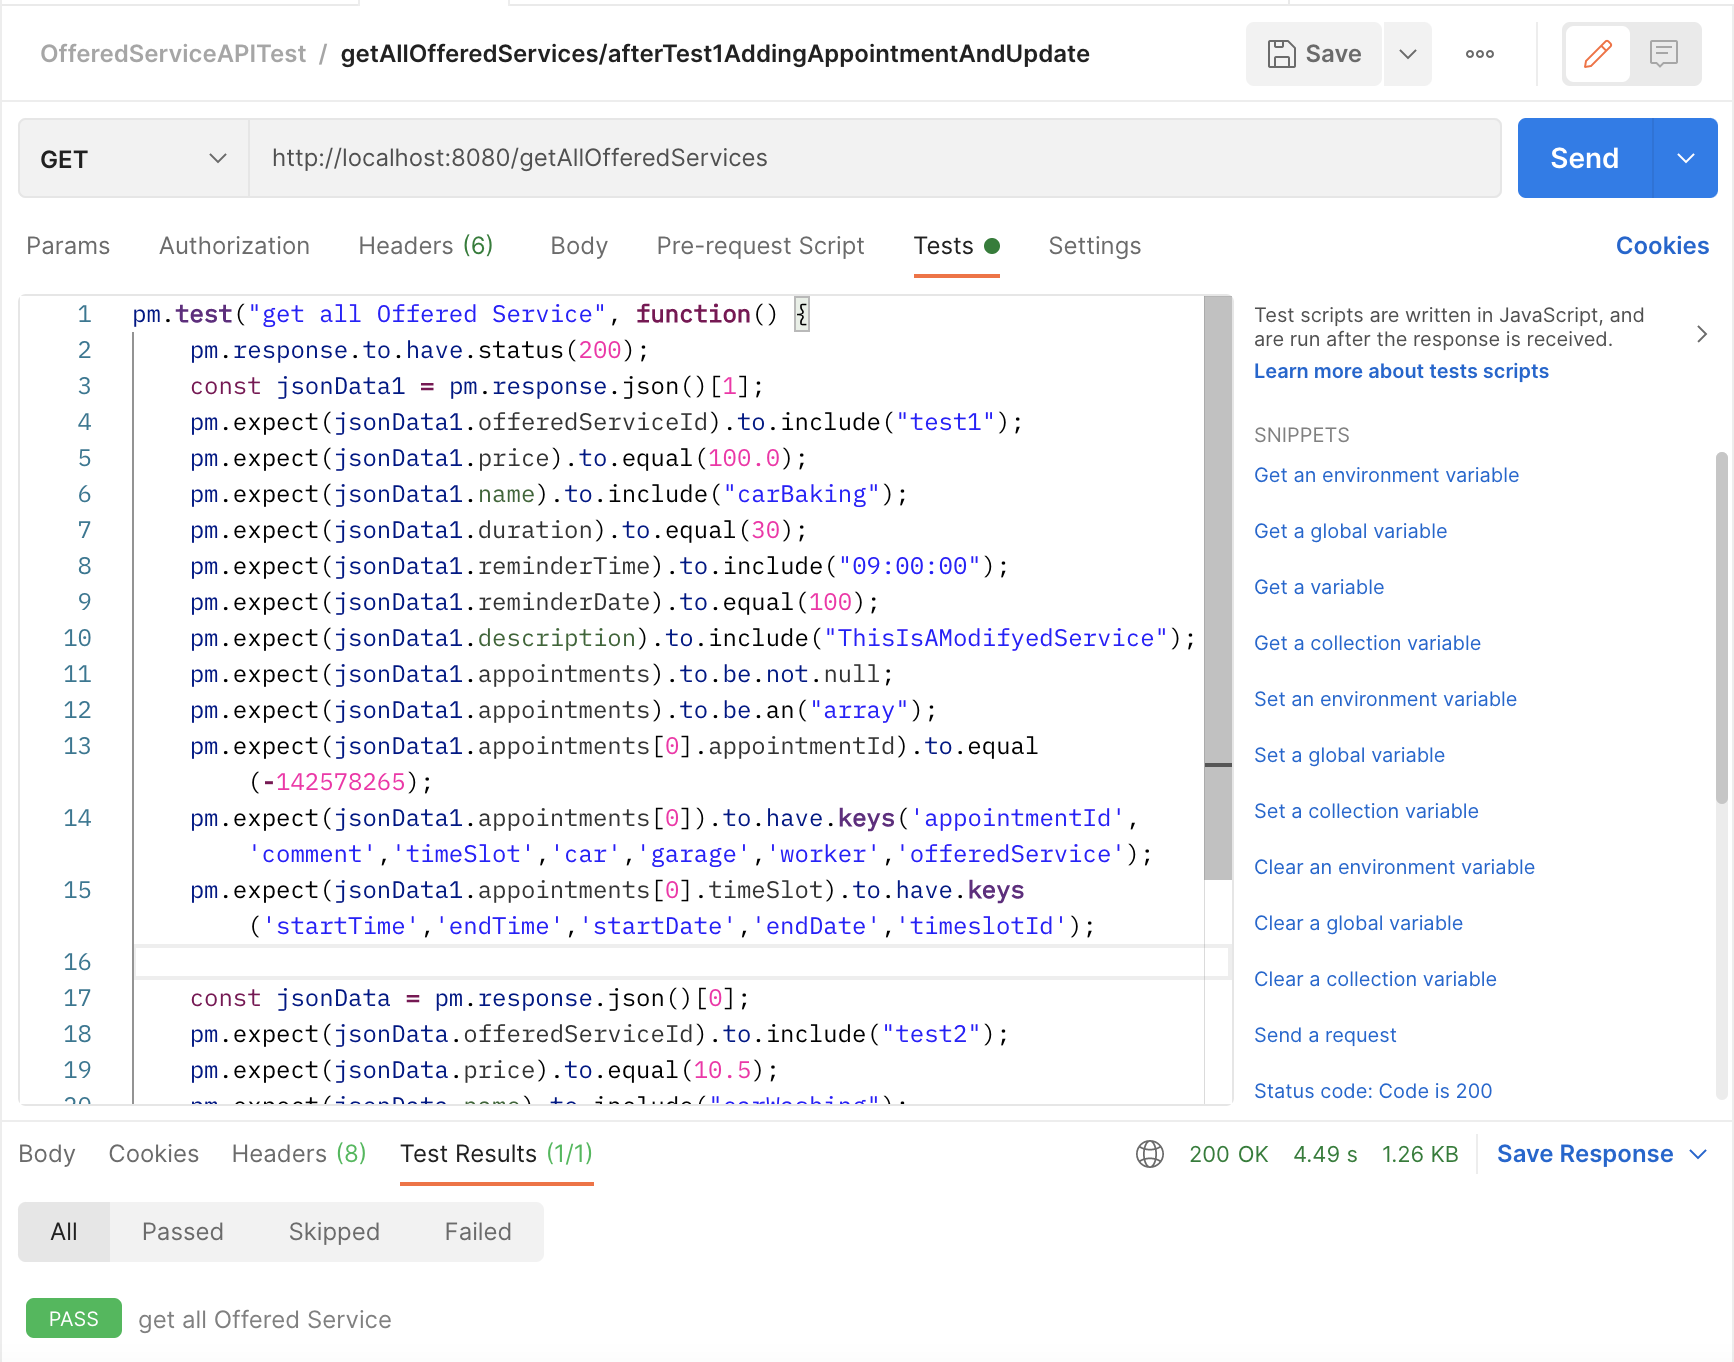 OfferedServiceAPITest / getAllOfferedServices/afterTest1AddingAppointmentAndUpdate
Save
GET
http://localhost:8080/getAllOfferedServices
Send
Params Authorization Headers (6) Body Pre-request Script Tests Settings
Cookies
1 pm.test("get all Offered Service", function() {
2 pm.response.to.have.status(200);
3 const jsonData1 = pm.response.json()[1];
4 pm.expect(jsonData1.offeredServiceId).to.include("test1");
5 pm.expect(jsonData1.price).to.equal(100.0);
6 pm.expect(jsonData1.name).to.include("carBaking");
7 pm.expect(jsonData1.duration).to.equal(30);
8 pm.expect(jsonData1.reminderTime).to.include("09:00:00");
9 pm.expect(jsonData1.reminderDate).to.equal(100);
10 pm.expect(jsonData1.description).to.include("ThisIsAModifyedService");
11 pm.expect(jsonData1.appointments).to.be.not.null;
12 pm.expect(jsonData1.appointments).to.be.an("array");
13 pm.expect(jsonData1.appointments[0].appointmentId).to.equal
(-142578265);
14 pm.expect(jsonData1.appointments[0]).to.have.keys('appointmentId',
'comment','timeSlot','car','garage','worker','offeredService');
15 pm.expect(jsonData1.appointments[0].timeSlot).to.have.keys
('startTime','endTime','startDate','endDate','timeslotId');
16
17 const jsonData = pm.response.json()[0];
18 pm.expect(jsonData.offeredServiceId).to.include("test2");
19 pm.expect(jsonData.price).to.equal(10.5);
20 pm.expect(jsonData.name).to.include("carWashing");
Test scripts are written in JavaScript, and
are run after the response is received.
Learn more about tests scripts
SNIPPETS
Get an environment variable
Get a global variable
Get a variable
Get a collection variable
Set an environment variable
Set a global variable
Set a collection variable
Clear an environment variable
Clear a global variable
Clear a collection variable
Send a request
Status code: Code is 200
Body Cookies Headers (8) Test Results (1/1)
200 OK 4.49 s 1.26 KB
Save Response
All Passed Skipped Failed
PASS get all Offered Service